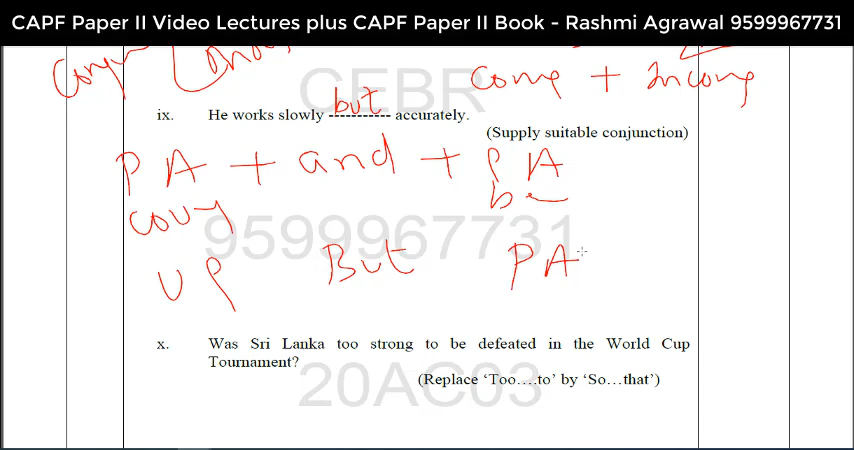 CAPF Paper II Video Lectures plus CAPF Paper II Book - Rashmi Agrawal 9599967731
Comp + Incomp
CEBR
but
ix. He works slowly ------------ accurately.
(Supply suitable conjunction)
PA + and + PA
9599967731
UP But PA
x. Was Sri Lanka too strong to be defeated in the World Cup
Tournament?
20AC03
(Replace ‘Too....to’ by ‘So...that’)